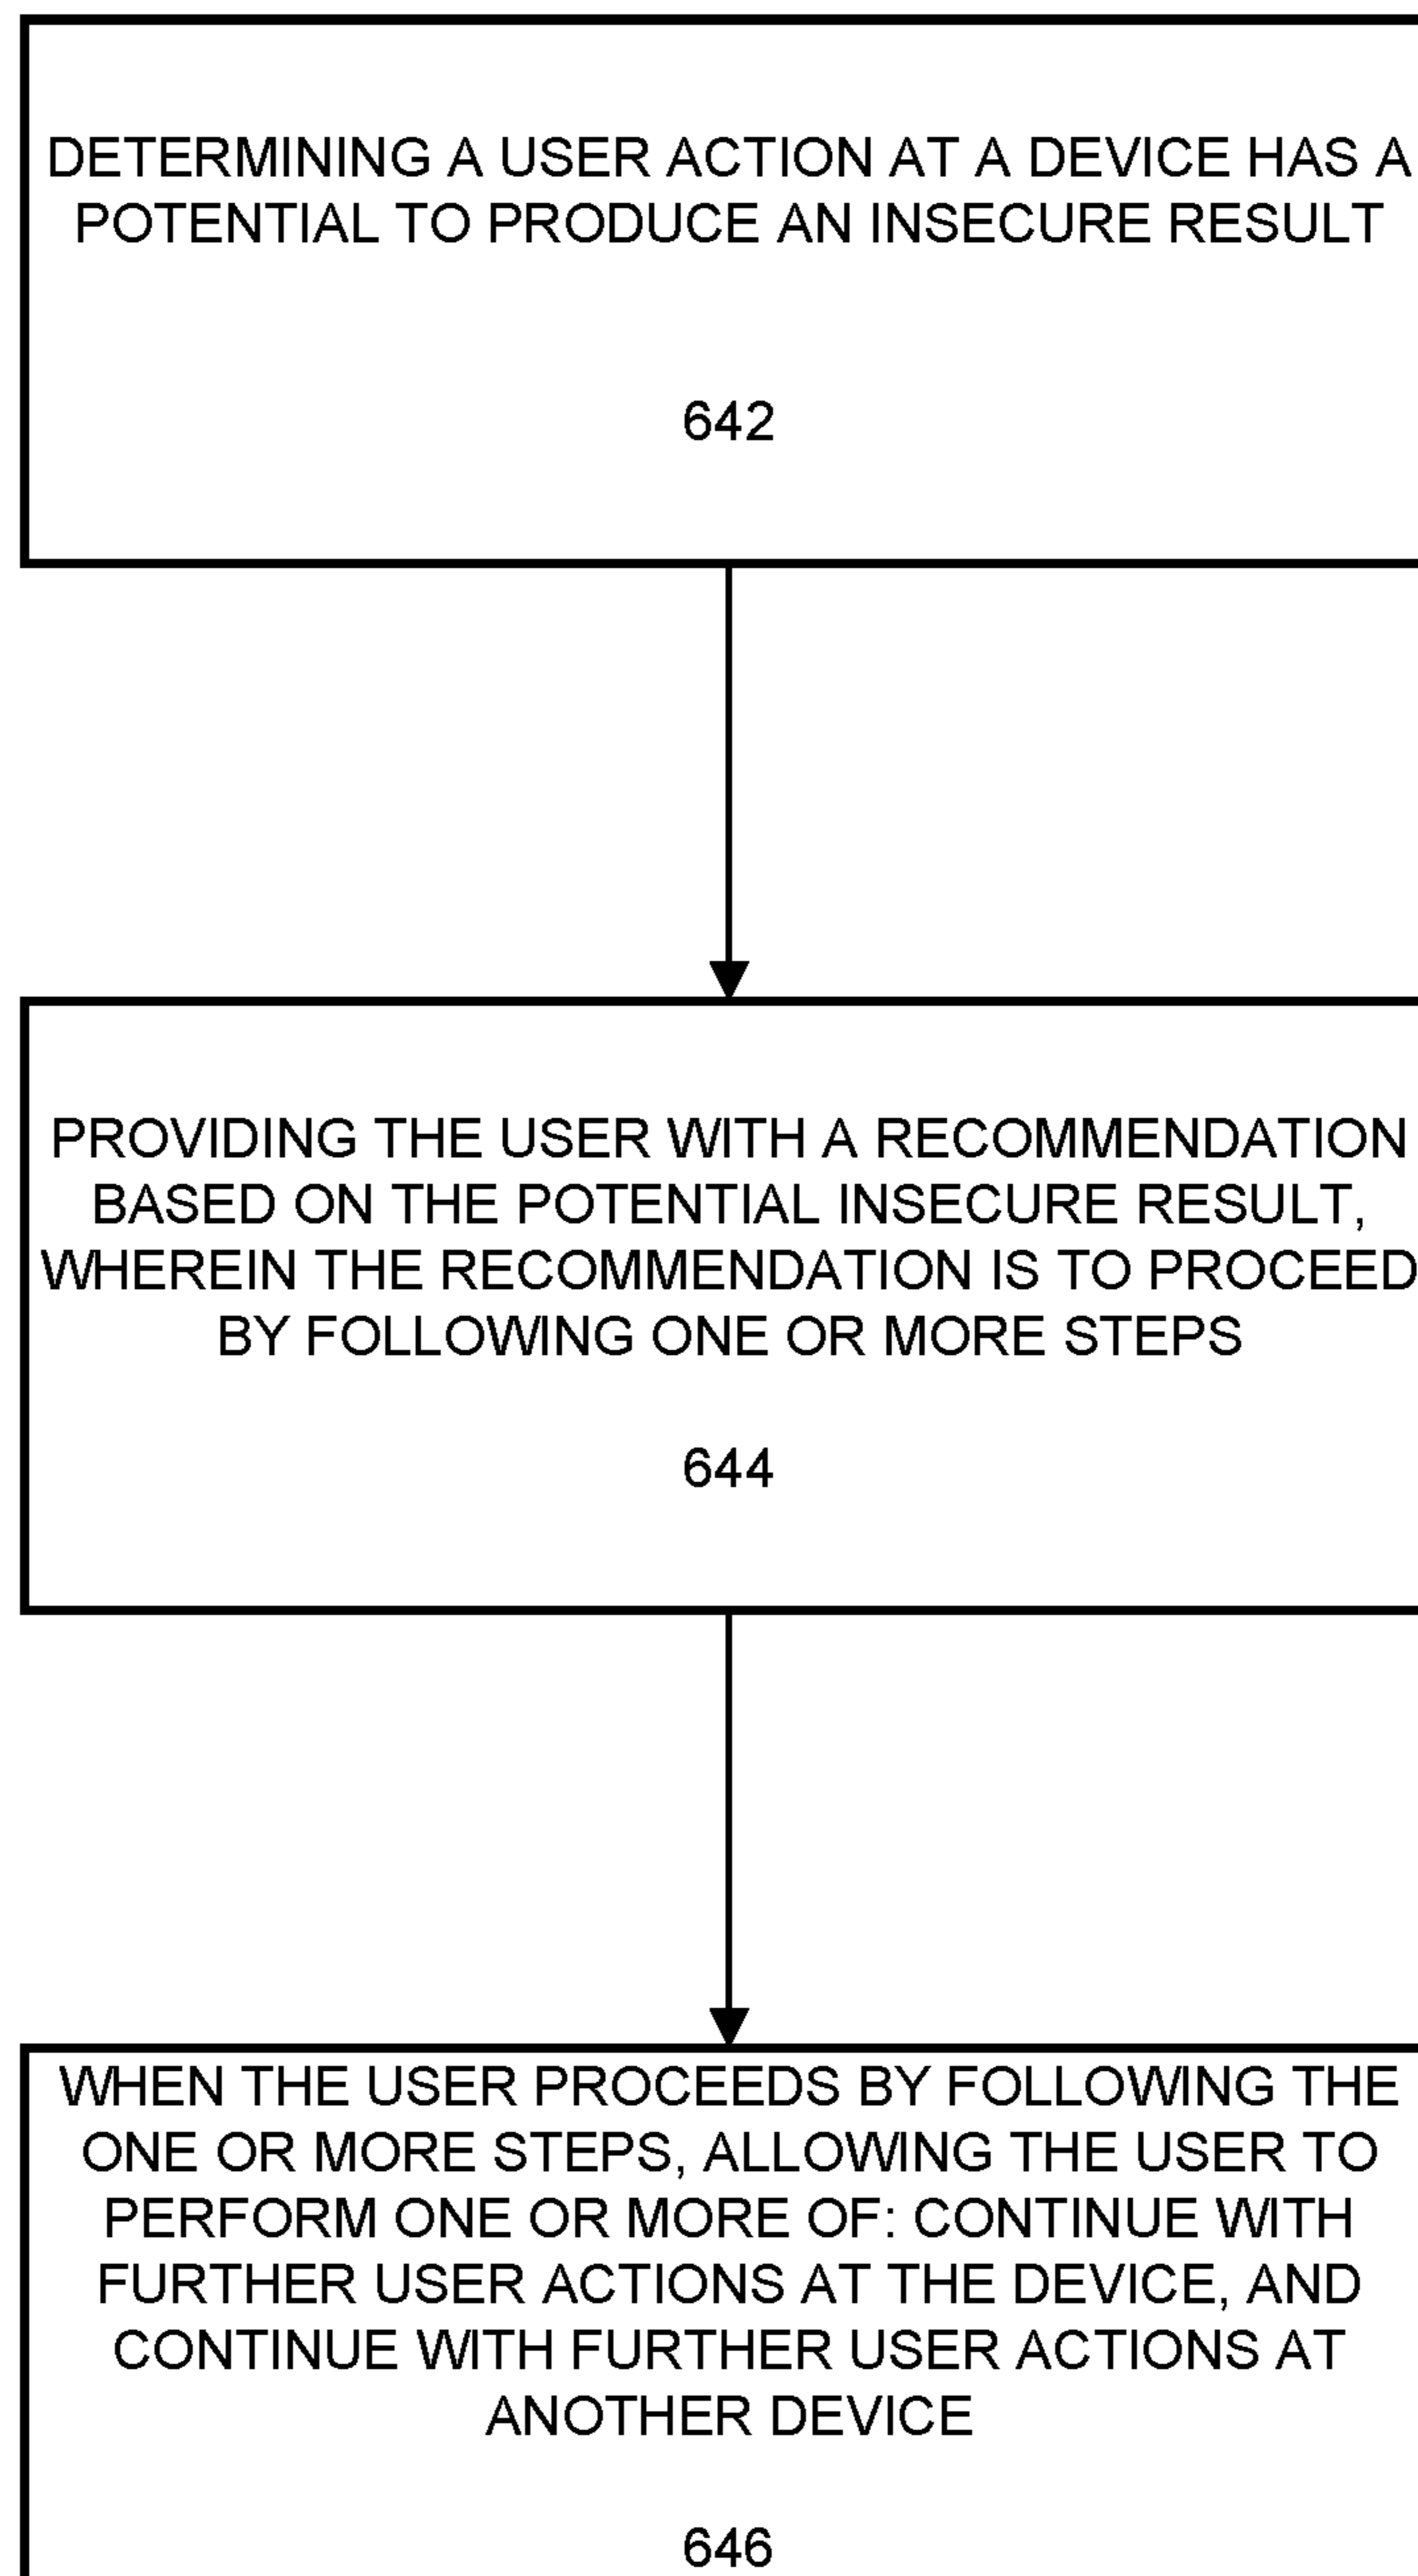 DETERMINING A USER ACTION AT A DEVICE HAS A
POTENTIAL TO PRODUCE AN INSECURE RESULT
642
PROVIDING THE USER WITH A RECOMMENDATION
BASED ON THE POTENTIAL INSECURE RESULT,
WHEREIN THE RECOMMENDATION IS TO PROCEED
BY FOLLOWING ONE OR MORE STEPS
644
WHEN THE USER PROCEEDS BY FOLLOWING THE
ONE OR MORE STEPS, ALLOWING THE USER TO
PERFORM ONE OR MORE OF: CONTINUE WITH
FURTHER USER ACTIONS AT THE DEVICE, AND
CONTINUE WITH FURTHER USER ACTIONS AT
ANOTHER DEVICE
646